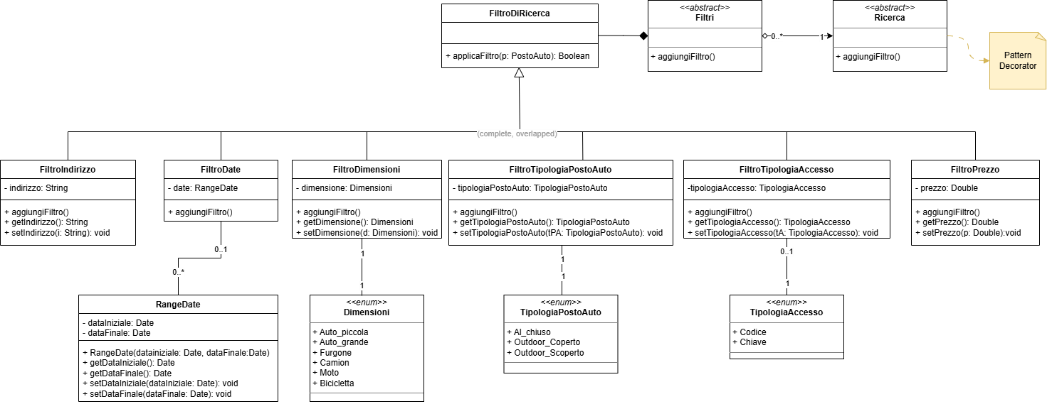 FiltroDiRicerca
+ applicaFiltro(p: PostoAuto): Boolean
<<abstract>>
Filtri
+ aggiungiFiltro()
0..*
1
<<abstract>>
Ricerca
+ aggiungiFiltro()
Pattern
Decorator
(complete, overlapped)
FiltroIndirizzo
- indirizzo: String
+ aggiungiFiltro()
+ getIndirizzo(): String
+ setIndirizzo(i: String): void
FiltroDate
- date: RangeDate
+ aggiungiFiltro()
FiltroDimensioni
- dimensione: Dimensioni
+ aggiungiFiltro()
+ getDimensione(): Dimensioni
+ setDimensione(d: Dimensioni): void
FiltroTipologiaPostoAuto
- tipologiaPostoAuto: TipologiaPostoAuto
+ aggiungiFiltro()
+ getTipologiaPostoAuto(): TipologiaPostoAuto
+ setTipologiaPostoAuto(tPA: TipologiaPostoAuto): void
FiltroTipologiaAccesso
-tipologiaAccesso: TipologiaAccesso
+ aggiungiFiltro()
+ getTipologiaAccesso(): TipologiaAccesso
+ setTipologiaAccesso(tA: TipologiaAccesso): void
FiltroPrezzo
- prezzo: Double
+ aggiungiFiltro()
+ getPrezzo(): Double
+ setPrezzo(p: Double):void
0..1
0..*
1
1
1
1
0..1
1
RangeDate
- dataIniziale: Date
- dataFinale: Date
+ RangeDate(datainiziale: Date, dataFinale:Date)
+ getDataIniziale(): Date
+ getDataFinale(): Date
+ setDataIniziale(dataIniziale: Date): void
+ setDataFinale(dataFinale: Date): void
<<enum>>
Dimensioni
+ Auto_piccola
+ Auto_grande
+ Furgone
+ Camion
+ Moto
+ Bicicletta
<<enum>>
TipologiaPostoAuto
+ Al_chiuso
+ Outdoor_Coperto
+ Outdoor_Scoperto
<<enum>>
TipologiaAccesso
+ Codice
+ Chiave